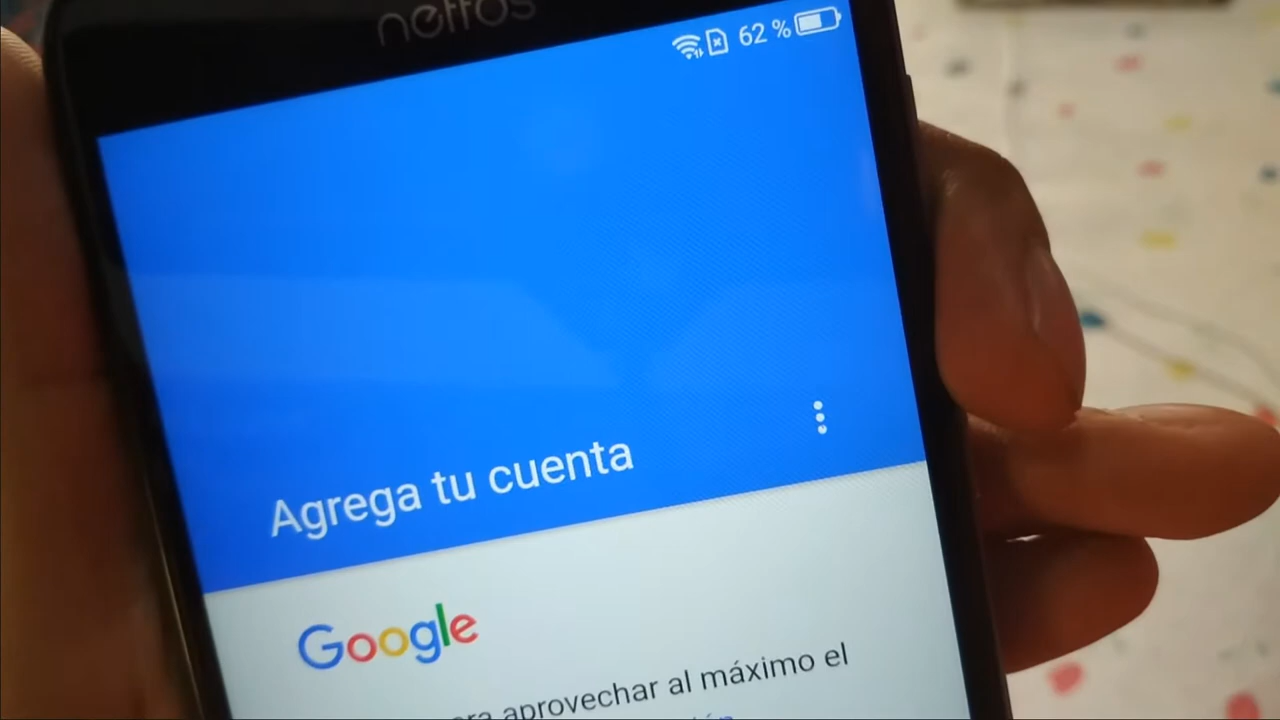 neffos
62 %
Agrega tu cuenta
Google
aprovechar al máximo el